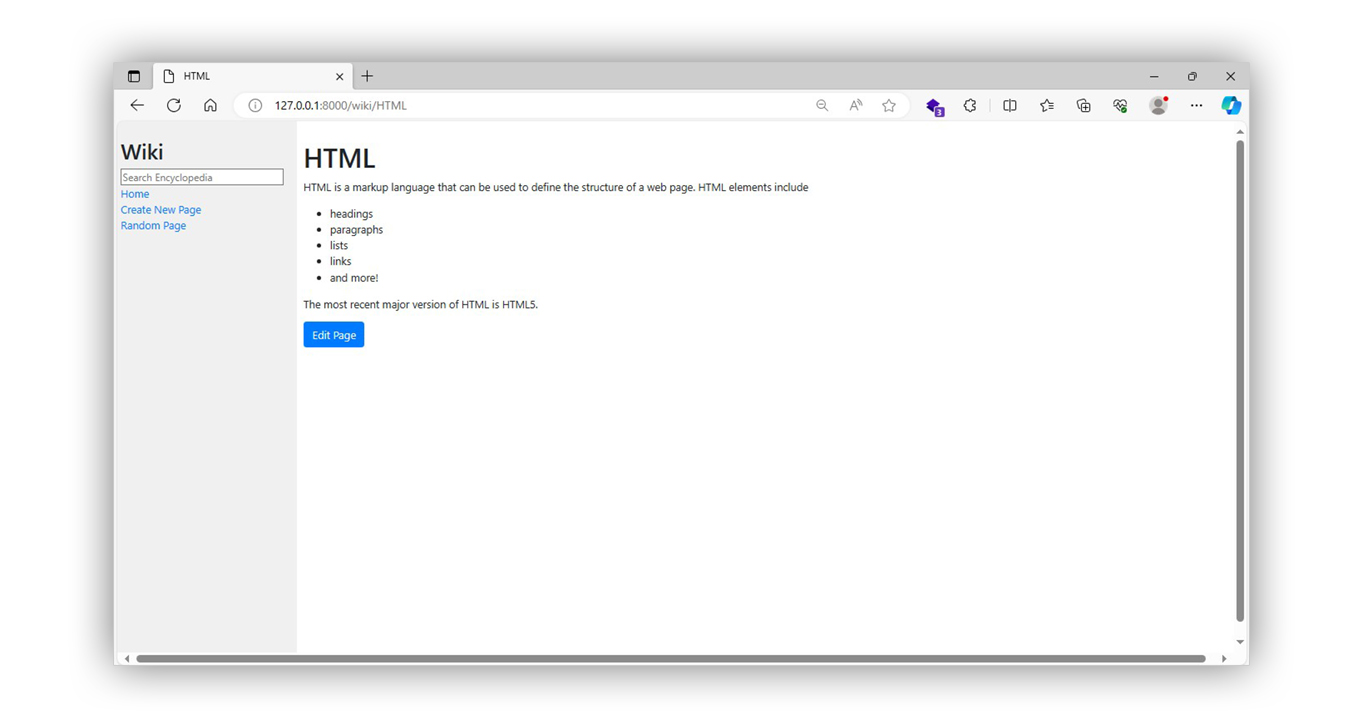 HTML
127.0.0.1:8000/wiki/HTML
A
3
Wiki
Search Encyclopedia
Home
Create New Page
Random Page
HTML
HTML is a markup language that can be used to define the structure of a web page. HTML elements include
headings
paragraphs
lists
links
and more!
The most recent major version of HTML is HTML5.
Edit Page